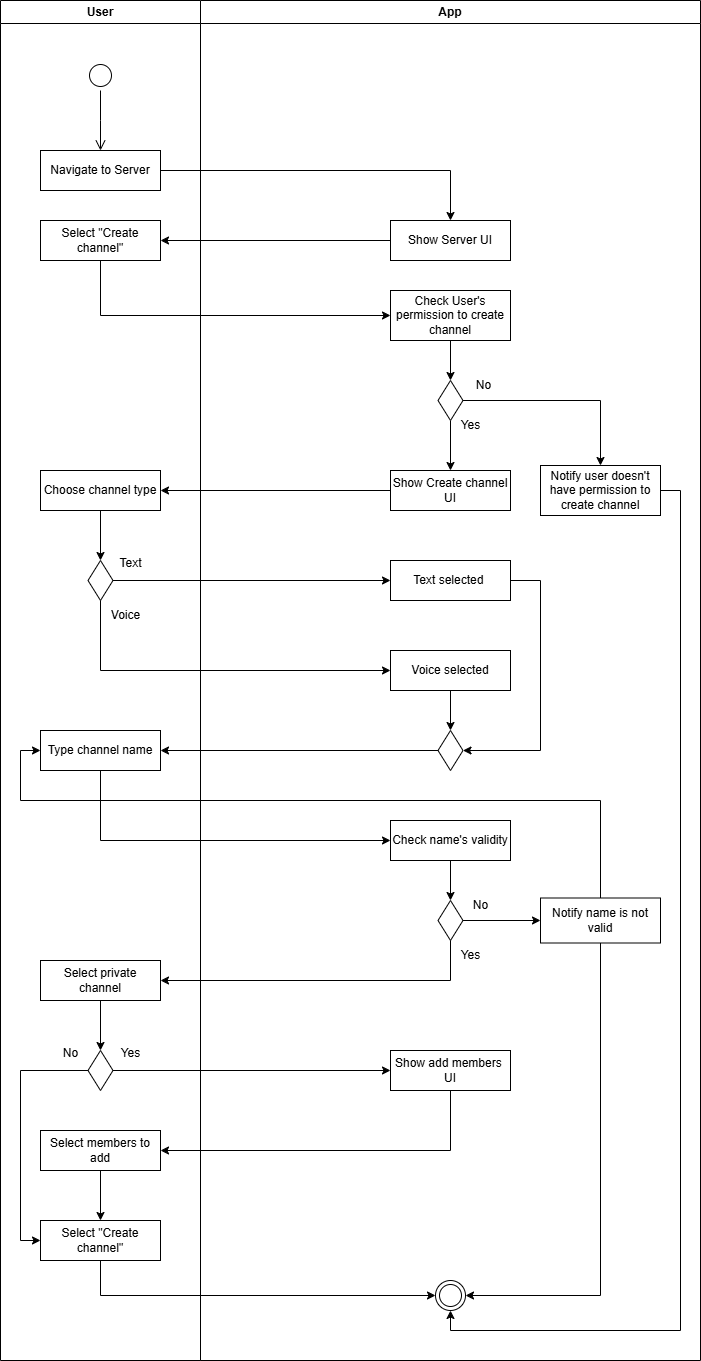 User
App
Navigate to Server
Select "Create
channel"
Show Server UI
Check User's
permission to create
channel
No
Yes
Choose channel type
Show Create channel
UI
Notify user doesn't
have permission to
create channel
Text
Text selected
Voice
Voice selected
Type channel name
Check name's validity
No
Notify name is not
valid
Yes
Select private
channel
No
Yes
Show add members
UI
Select members to
add
Select "Create
channel"